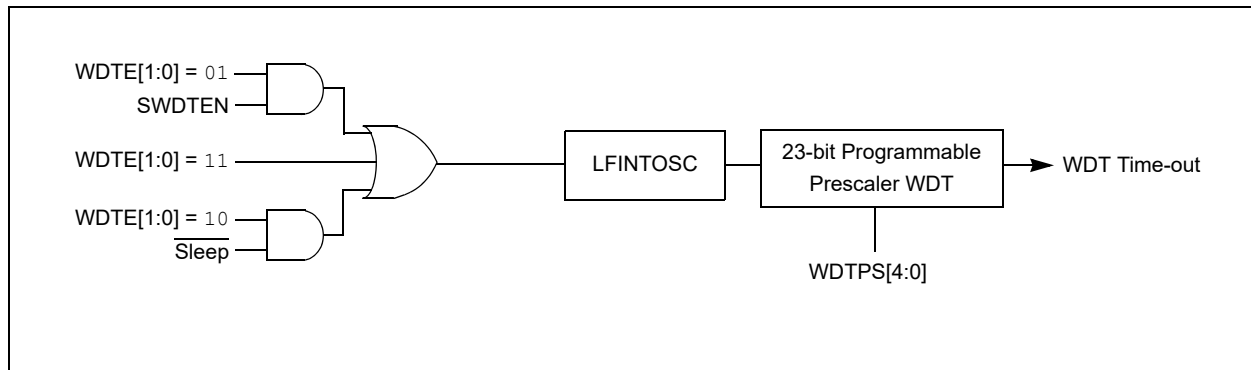 WDTE[1:0] = 01
SWDTEN
WDTE[1:0] = 11
WDTE[1:0] = 10
Sleep
LFINTOSC
23-bit Programmable
Prescaler WDT
WDT Time-out
WDTPS[4:0]